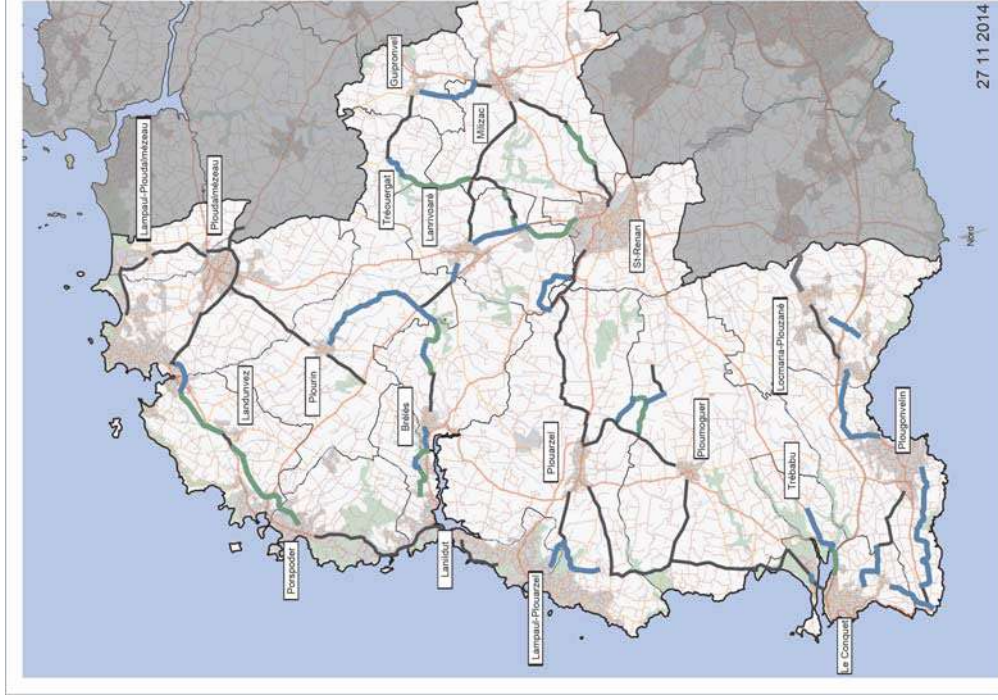 Lampaul-Ploudalmézeau
Ploudalmézeau
Guipronvel
Milizac
Tréouergat
Lanrivoaré
St-Renan
Landunvez
Plourin
Brélès
Porspoder
Lanildut
Plouarzel
Lampaul-Plouarzel
Ploumoguer
Locmaria-Plouzané
Trébabu
Plougonvelin
Le Conquet
Nord
27 11 2014